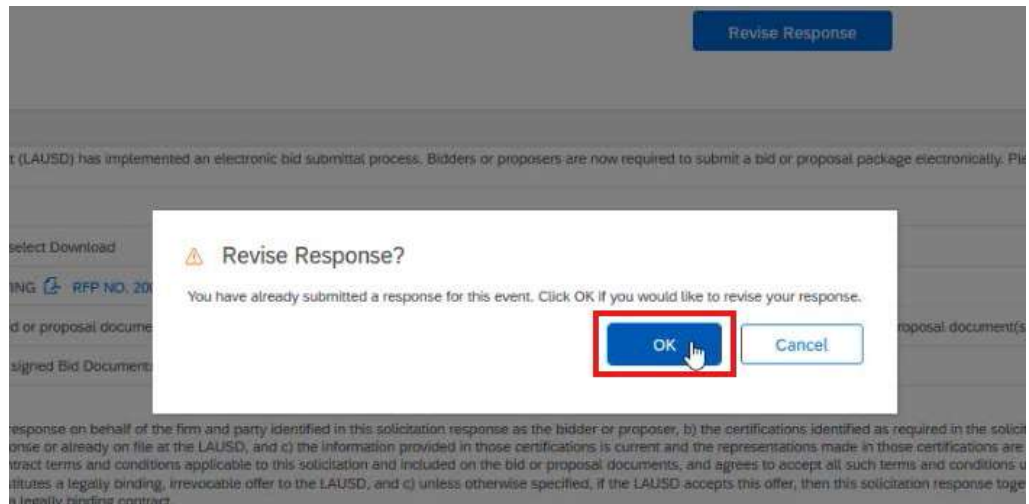 Revise Response
t (LAUSD) has implemented an electronic bid submittal process. Bidders or proposers are now required to submit a bid or proposal package electronically. Ple
select Download
Revise Response?
ING RFP NO. 20
You have already submitted a response for this event. Click OK if you would like to revise your response.
d or proposal docume
roposal document(s
OK
Cancel
signed Bid Document
response on behalf of the firm and party identified in this solicitation response as the bidder or proposer, b) the certifications identified as required in the solicit
onse or already on file at the LAUSD, and c) the information provided in those certifications is current and the representations made in those certifications are
ntract terms and conditions applicable to this solicitation and included on the bid or proposal documents, and agrees to accept all such terms and conditions u
stitutes a legally binding, irrevocable offer to the LAUSD, and c) unless otherwise specified, if the LAUSD accepts this offer, then this solicitation response toge
a legally binding contract.